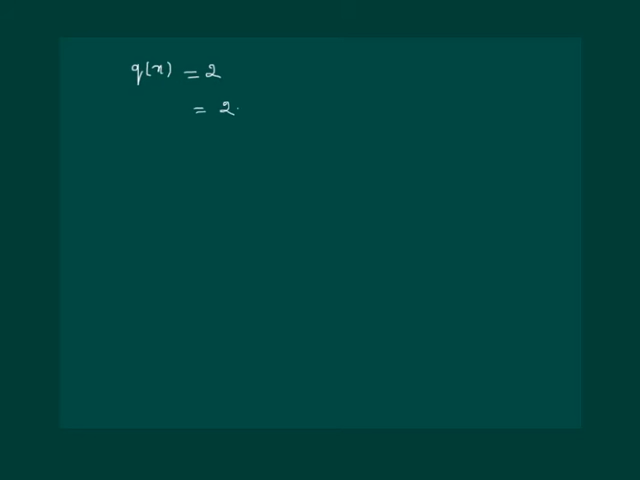 q(x) = 2
= 2.